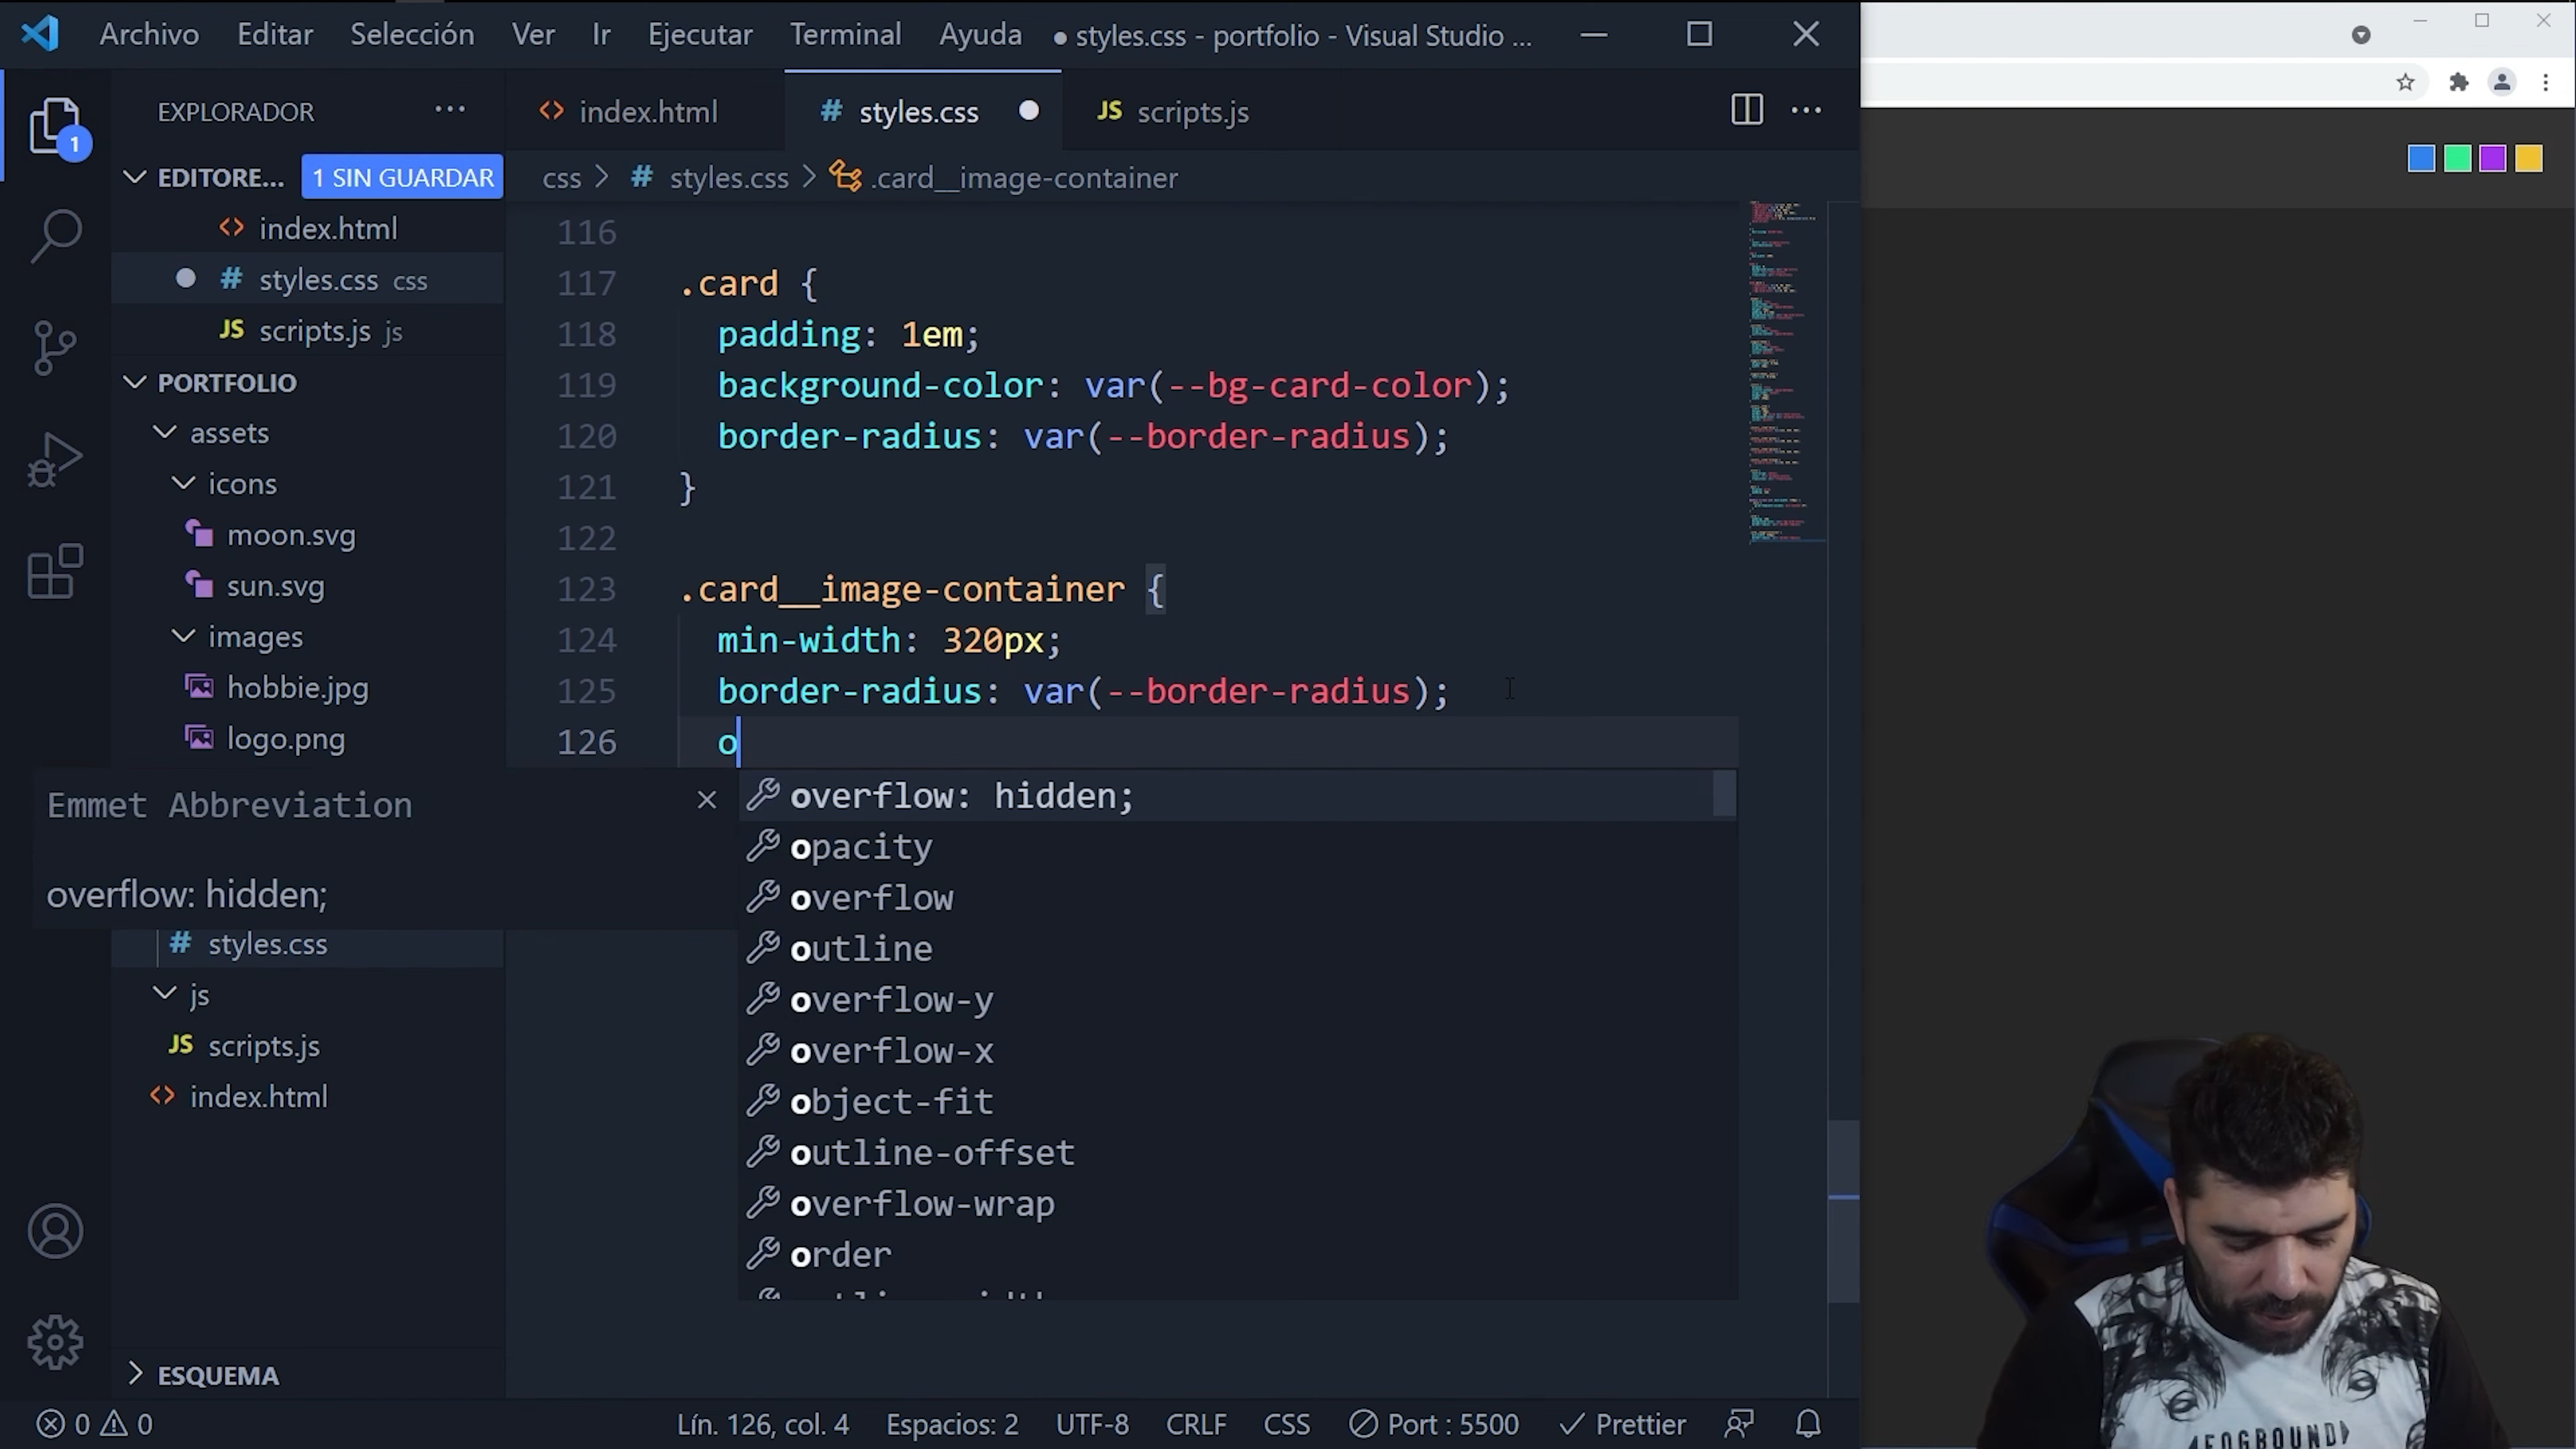 Archivo Editar Selección Ver Ir Ejecutar Terminal Ayuda ● styles.css - portfolio - Visual Studio ...
EXPLORADOR
index.html
# styles.css
JS scripts.js
EDITORE... 1 SIN GUARDAR
1
css > # styles.css > .card__image-container
index.html
# styles.css css
JS scripts.js js
PORTFOLIO
assets
icons
moon.svg
sun.svg
images
hobbie.jpg
logo.png
116
117 .card {
118 padding: 1em;
119 background-color: var(--bg-card-color);
120 border-radius: var(--border-radius);
121 }
122
123 .card__image-container {
124 min-width: 320px;
125 border-radius: var(--border-radius);
126 o
Emmet Abbreviation
overflow: hidden;
overflow: hidden;
opacity
overflow
outline
overflow-y
overflow-x
object-fit
outline-offset
overflow-wrap
order
# styles.css
js
JS scripts.js
index.html
ESQUEMA
0 0 Lín. 126, col. 4 Espacios: 2 UTF-8 CRLF CSS Port : 5500 Prettier
FOGBOUND